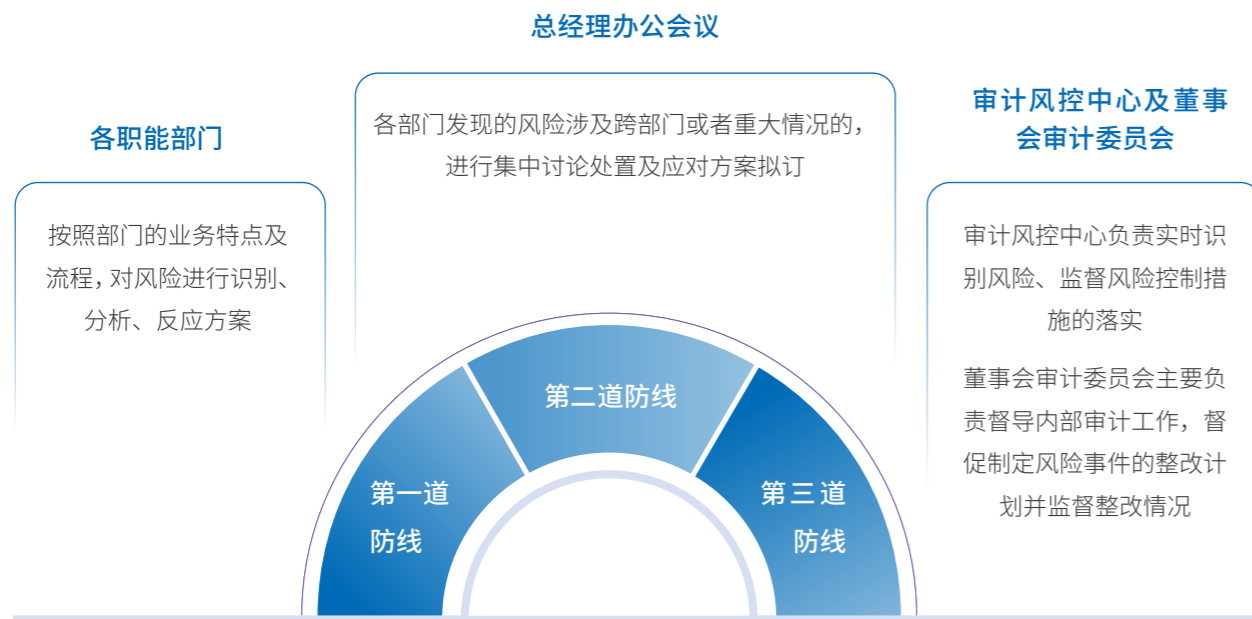 总经理办公会议
各部门发现的风险涉及跨部门或者重大情况的，
进行集中讨论处置及应对方案拟订
各职能部门
按照部门的业务特点及
流程，对风险进行识别、
分析、反应方案
审计风控中心及董事
会审计委员会
审计风控中心负责实时识
别风险、监督风险控制措
施的落实
董事会审计委员会主要负
责督导内部审计工作，督
促制定风险事件的整改计
划并监督整改情况
第一道
防线
第二道防线
第三道
防线